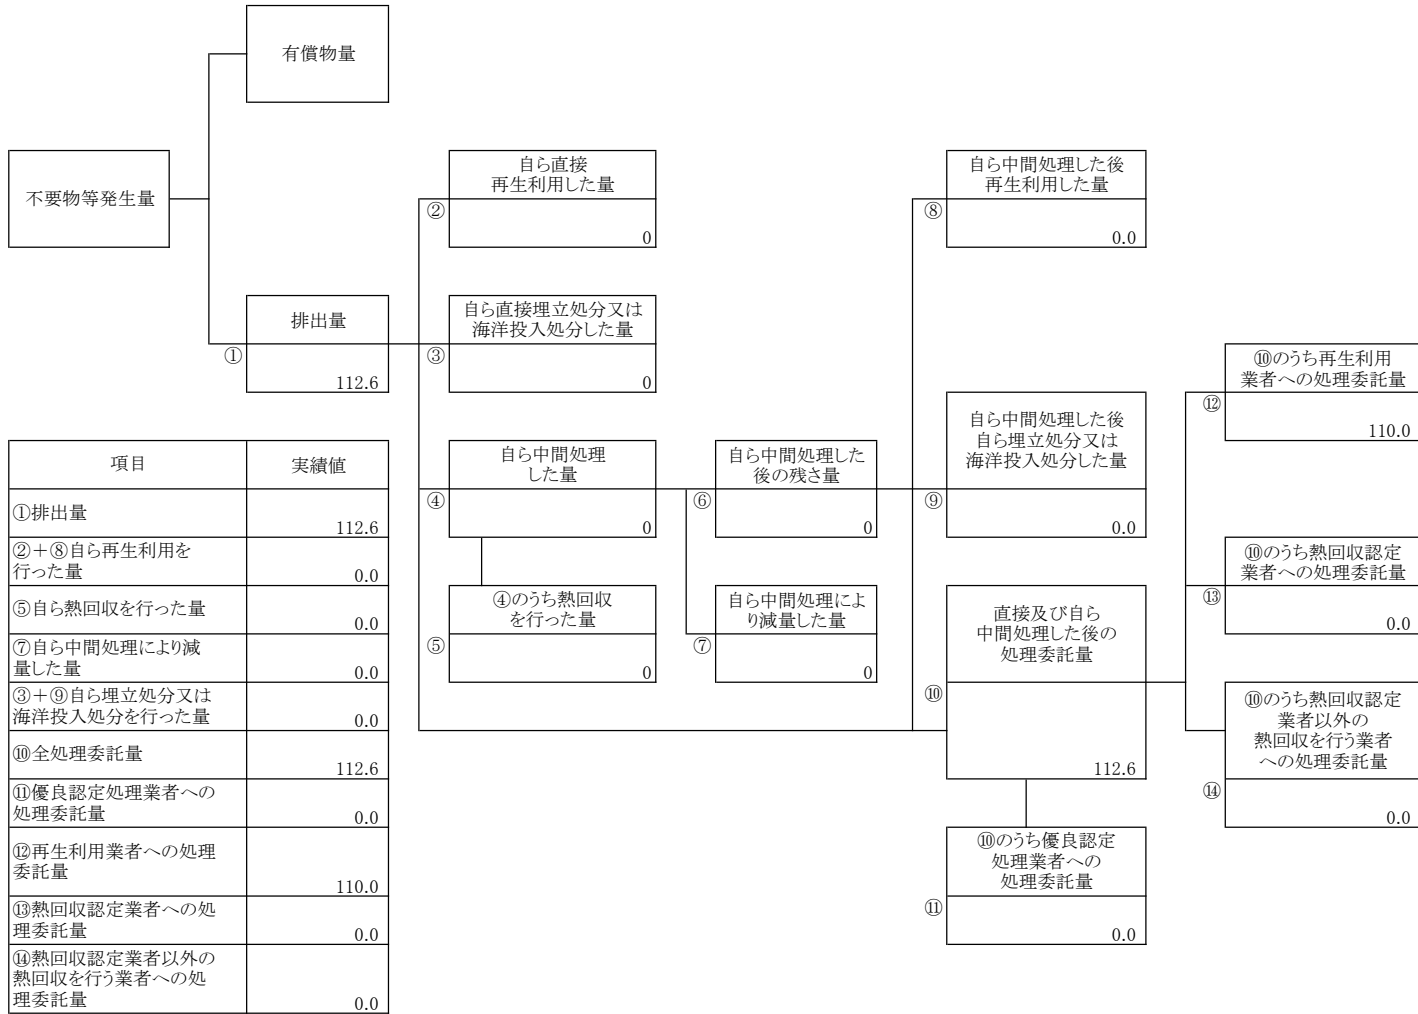 有償物量
不要物等発生量
自ら直接
再生利用した量
②
0
自ら中間処理した後
再生利用した量
⑧
0.0
排出量
①
112.6
自ら直接埋立処分又は
海洋投入処分した量
③
0
⑩のうち再生利用
業者への処理委託量
⑫
110.0
自ら中間処理
した量
④
0
自ら中間処理した
後の残さ量
⑥
0
自ら中間処理した後
自ら埋立処分又は
海洋投入処分した量
⑨
0.0
⑩のうち熱回収認定
業者への処理委託量
⑬
0.0
④のうち熱回収
を行った量
⑤
0
自ら中間処理によ
り減量した量
⑦
0
直接及び自ら
中間処理した後の
処理委託量
⑩
112.6
⑩のうち熱回収認定
業者以外の
熱回収を行う業者
への処理委託量
⑭
0.0
⑩のうち優良認定
処理業者への
処理委託量
⑪
0.0
項目
実績値
①排出量
112.6
②+⑧自ら再生利用を
行った量
0.0
⑤自ら熱回収を行った量
0.0
⑦自ら中間処理により減
量した量
0.0
③+⑨自ら埋立処分又は
海洋投入処分を行った量
0.0
⑩全処理委託量
112.6
⑪優良認定処理業者への
処理委託量
0.0
⑫再生利用業者への処理
委託量
110.0
⑬熱回収認定業者への処
理委託量
0.0
⑭熱回収認定業者以外の
熱回収を行う業者への処
理委託量
0.0